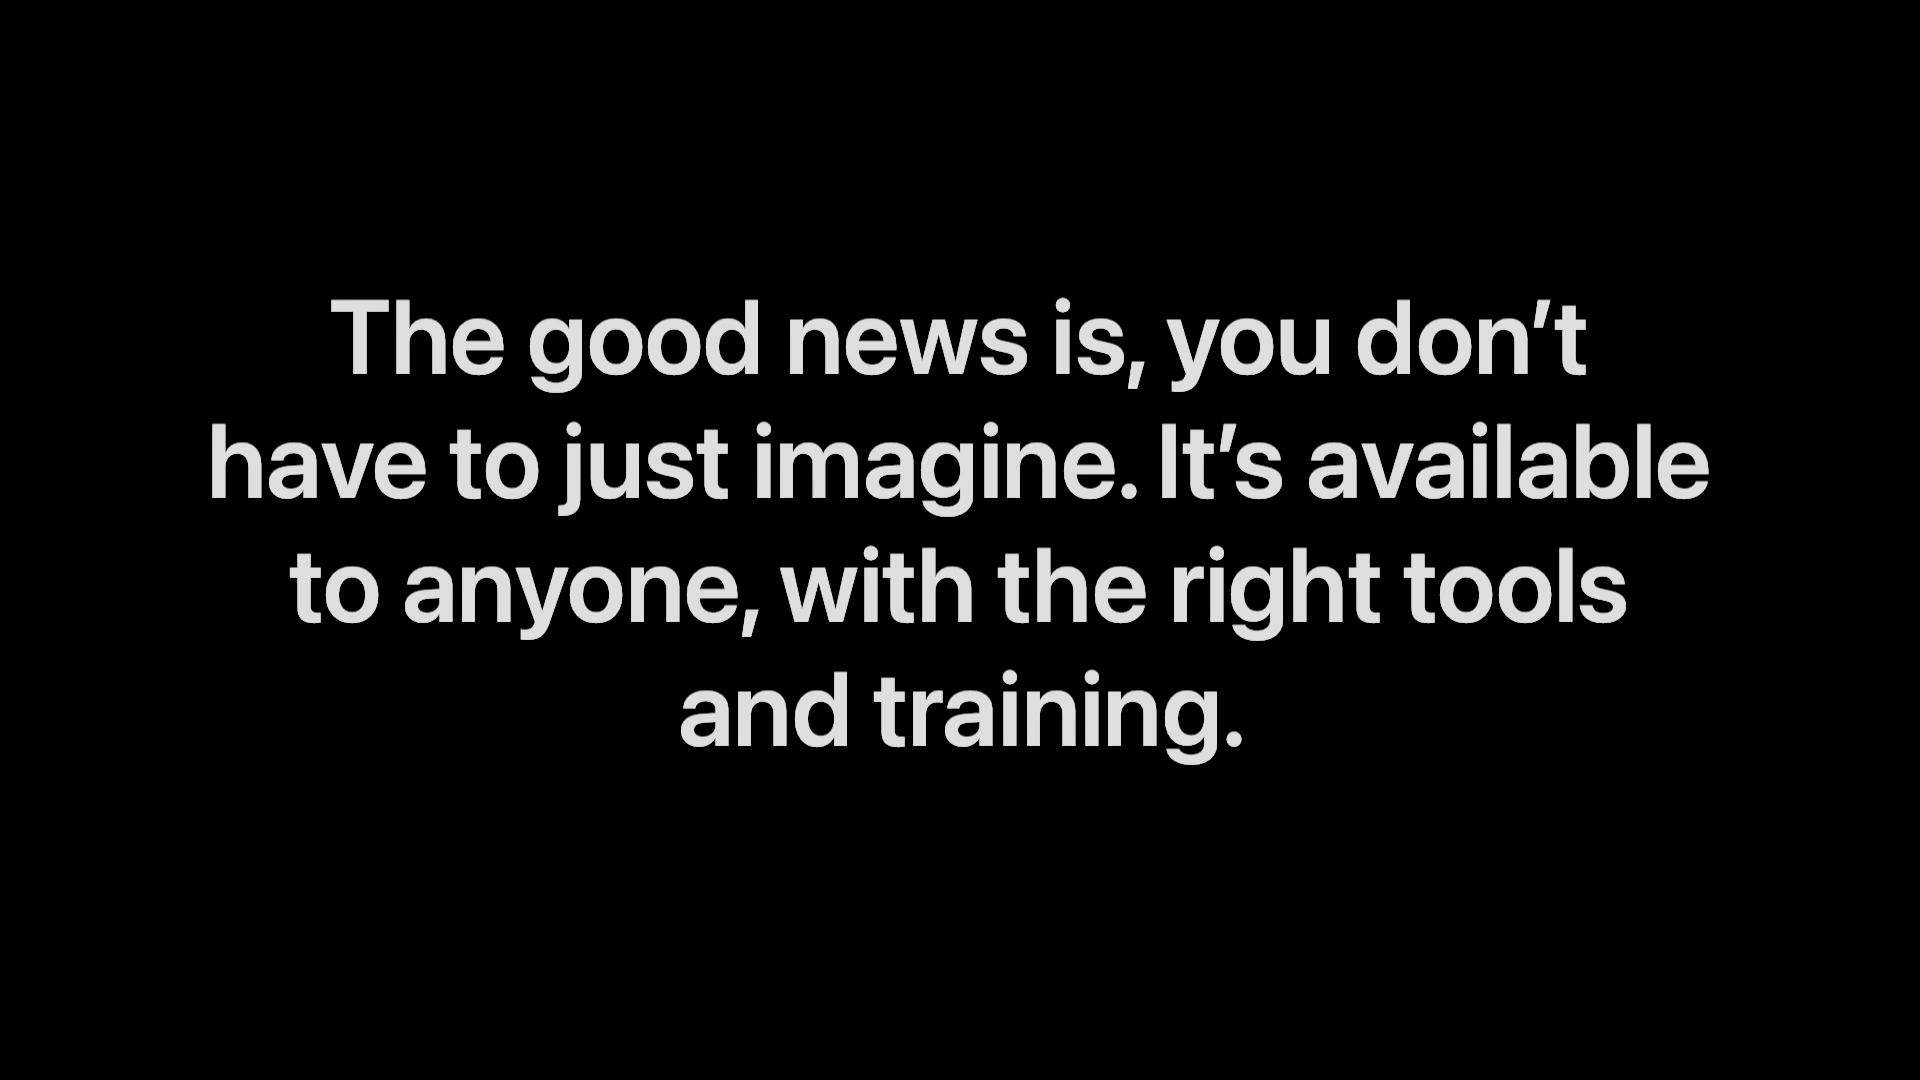 The good news is, you don’t
have to just imagine. It’s available
to anyone, with the right tools
and training.